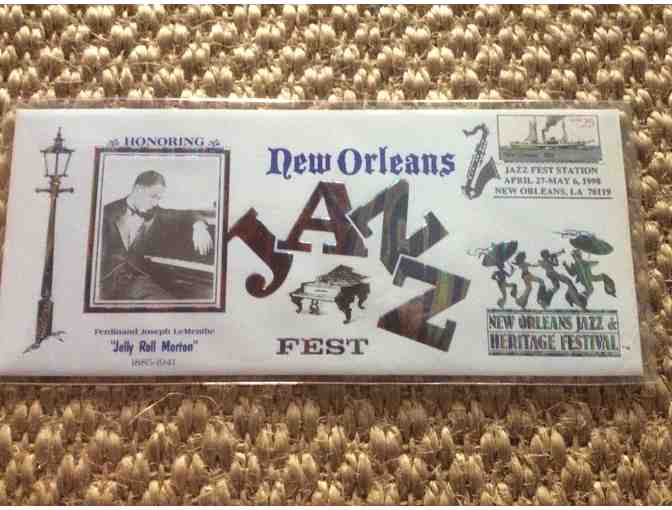 HONORING
Ferdinand Joseph LeMenthe
"Jelly Roll Morton"
1885-1941
New Orleans
JAZZ
FEST
JAZZ FEST STATION
APRIL 27-MAY 6, 1990
NEW ORLEANS, LA 70119
NEW ORLEANS JAZZ &
HERITAGE FESTIVAL